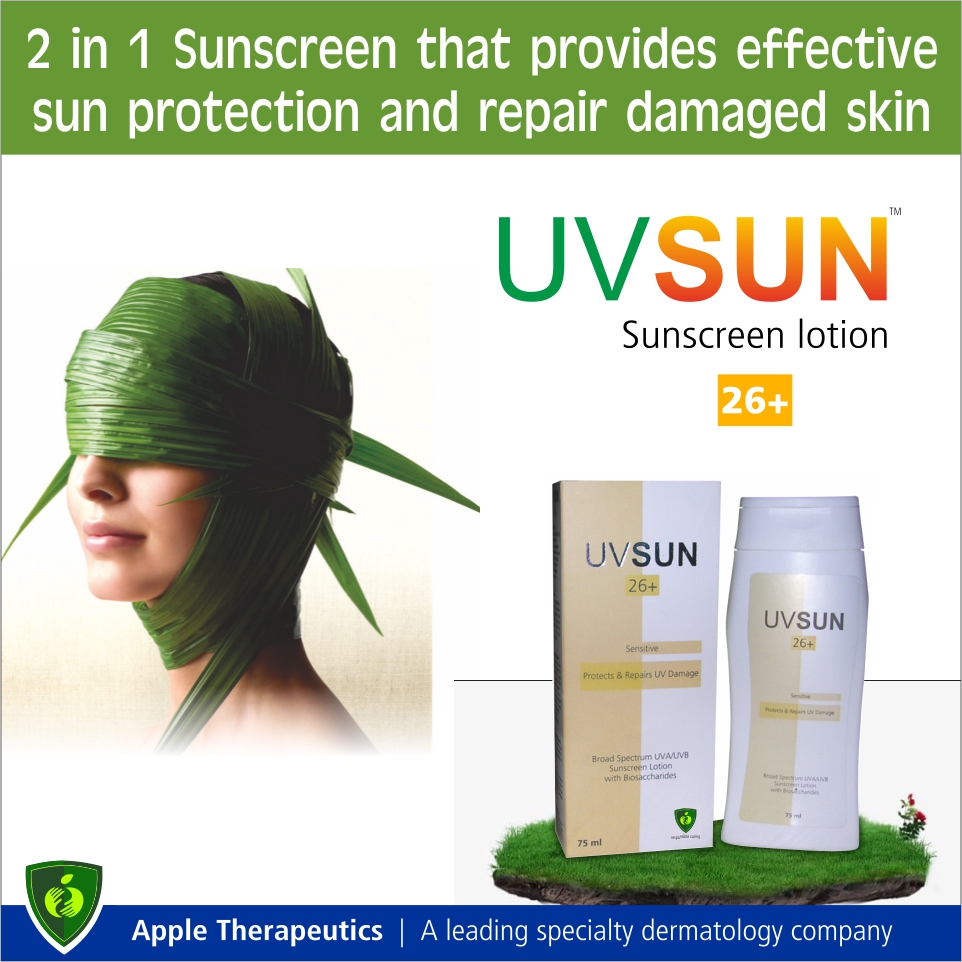 2 in 1 Sunscreen that provides effective
sun protection and repair damaged skin
UVSUN™
Sunscreen lotion
26+
UVSUN
26+
Sensitive
Protects & Repairs UV Damage
Broad Spectrum UVA/UVB
Sunscreen Lotion
with Biosaccharides
75 ml
UVSUN
26+
Sensitive
Protects & Repairs UV Damage
Broad Spectrum UVA/UVB
Sunscreen Lotion
with Biosaccharides
75 ml
Apple Therapeutics | A leading specialty dermatology company